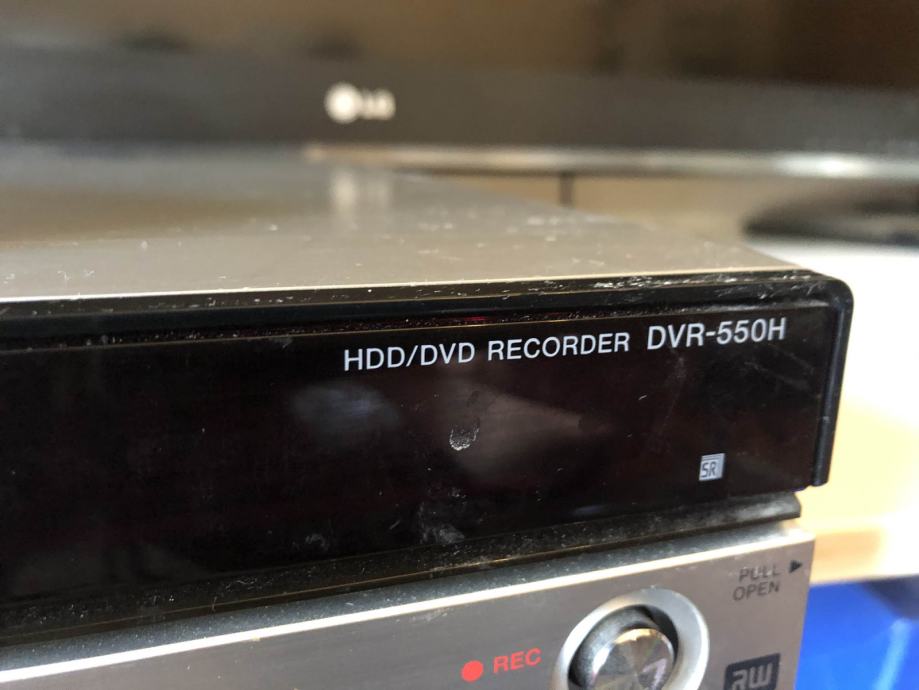 LG
HDD/DVD RECORDER DVR-550H
SR
PULL
OPEN
REC
RW